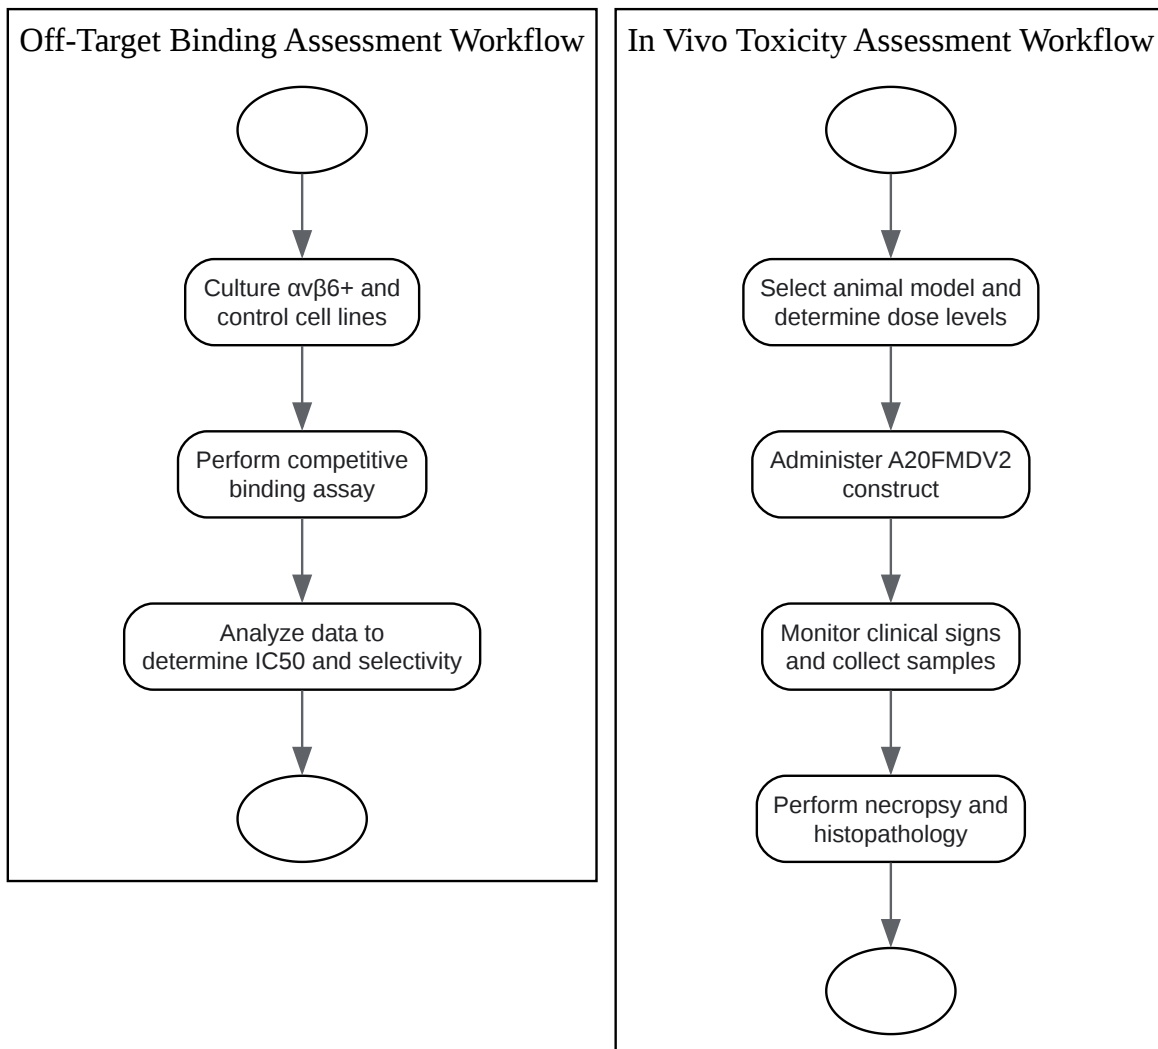 Off-Target Binding Assessment Workflow
Culture αvβ6+ and
control cell lines
Perform competitive
binding assay
Analyze data to
determine IC50 and selectivity
In Vivo Toxicity Assessment Workflow
Select animal model and
determine dose levels
Administer A20FMDV2
construct
Monitor clinical signs
and collect samples
Perform necropsy and
histopathology